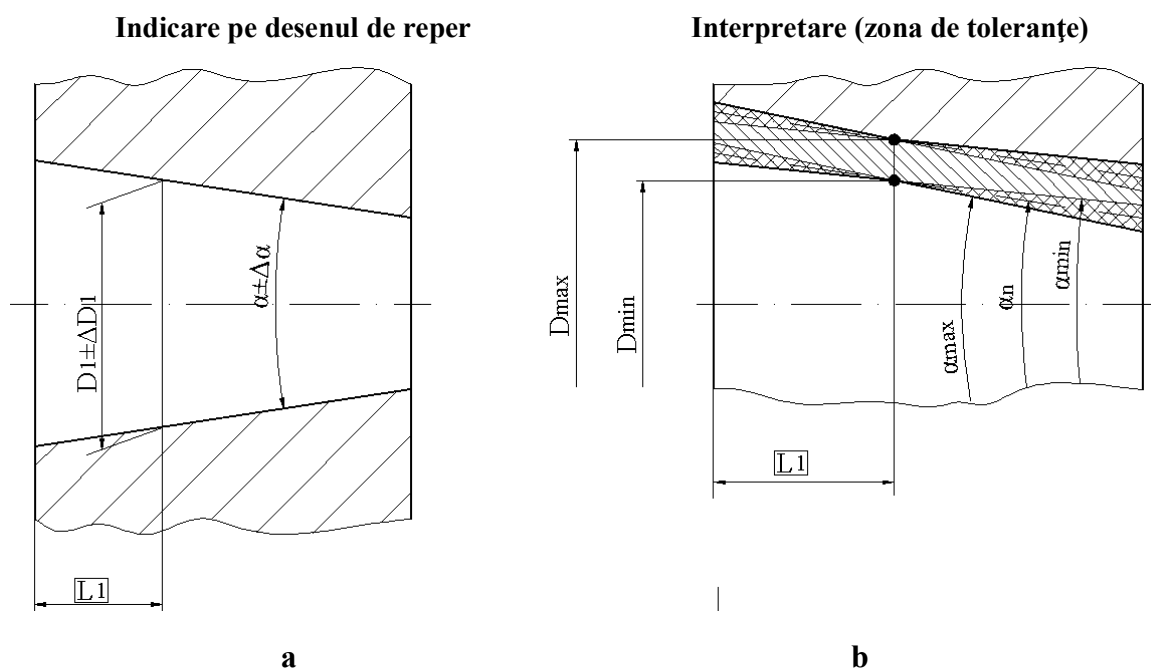 Indicare pe desenul de reper
Interpretare (zona de toleranţe)
D1±ΔD1
α±Δα
L1
Dmax
Dmin
αmax
αn
αmin
L1
a
b